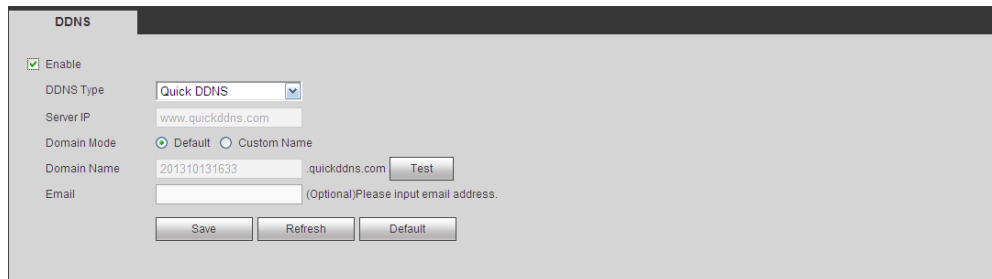 DDNS
Enable
DDNS Type Quick DDNS
Server IP www.quickddns.com
Domain Mode Default Custom Name
Domain Name 201310131633 .quickddns.com Test
Email (Optional)Please input email address.
Save Refresh Default